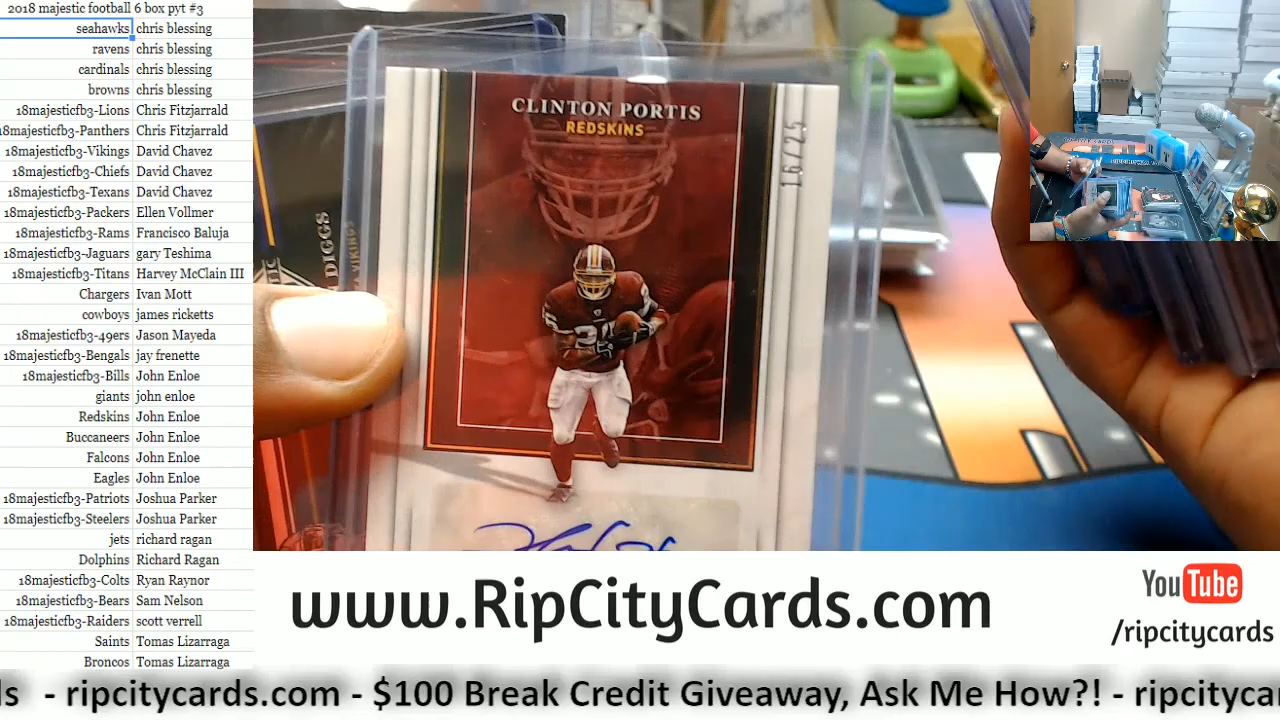 2018 majestic football 6 box pyt #3
seahawks chris blessing
ravens chris blessing
cardinals chris blessing
browns chris blessing
18majesticfb3-Lions Chris Fitzjarrald
18majesticfb3-Panthers Chris Fitzjarrald
18majesticfb3-Vikings David Chavez
18majesticfb3-Chiefs David Chavez
18majesticfb3-Texans David Chavez
18majesticfb3-Packers Ellen Vollmer
18majesticfb3-Rams Francisco Baluja
18majesticfb3-Jaguars gary Teshima
18majesticfb3-Titans Harvey McClain III
Chargers Ivan Mott
cowboys james ricketts
18majesticfb3-49ers Jason Mayeda
18majesticfb3-Bengals jay frenette
18majesticfb3-Bills John Enloe
giants john enloe
Redskins John Enloe
Buccaneers John Enloe
Falcons John Enloe
Eagles John Enloe
18majesticfb3-Patriots Joshua Parker
18majesticfb3-Steelers Joshua Parker
jets richard ragan
Dolphins Richard Ragan
18majesticfb3-Colts Ryan Raynor
18majesticfb3-Bears Sam Nelson
18majesticfb3-Raiders scott verrell
Saints Tomas Lizarraga
Broncos Tomas Lizarraga
CLINTON PORTIS
REDSKINS
16/25
DIGGS
VIKINGS
www.RipCityCards.com
YouTube
/ripcitycards
ds - ripcitycards.com - $100 Break Credit Giveaway, Ask Me How?! - ripcitycar